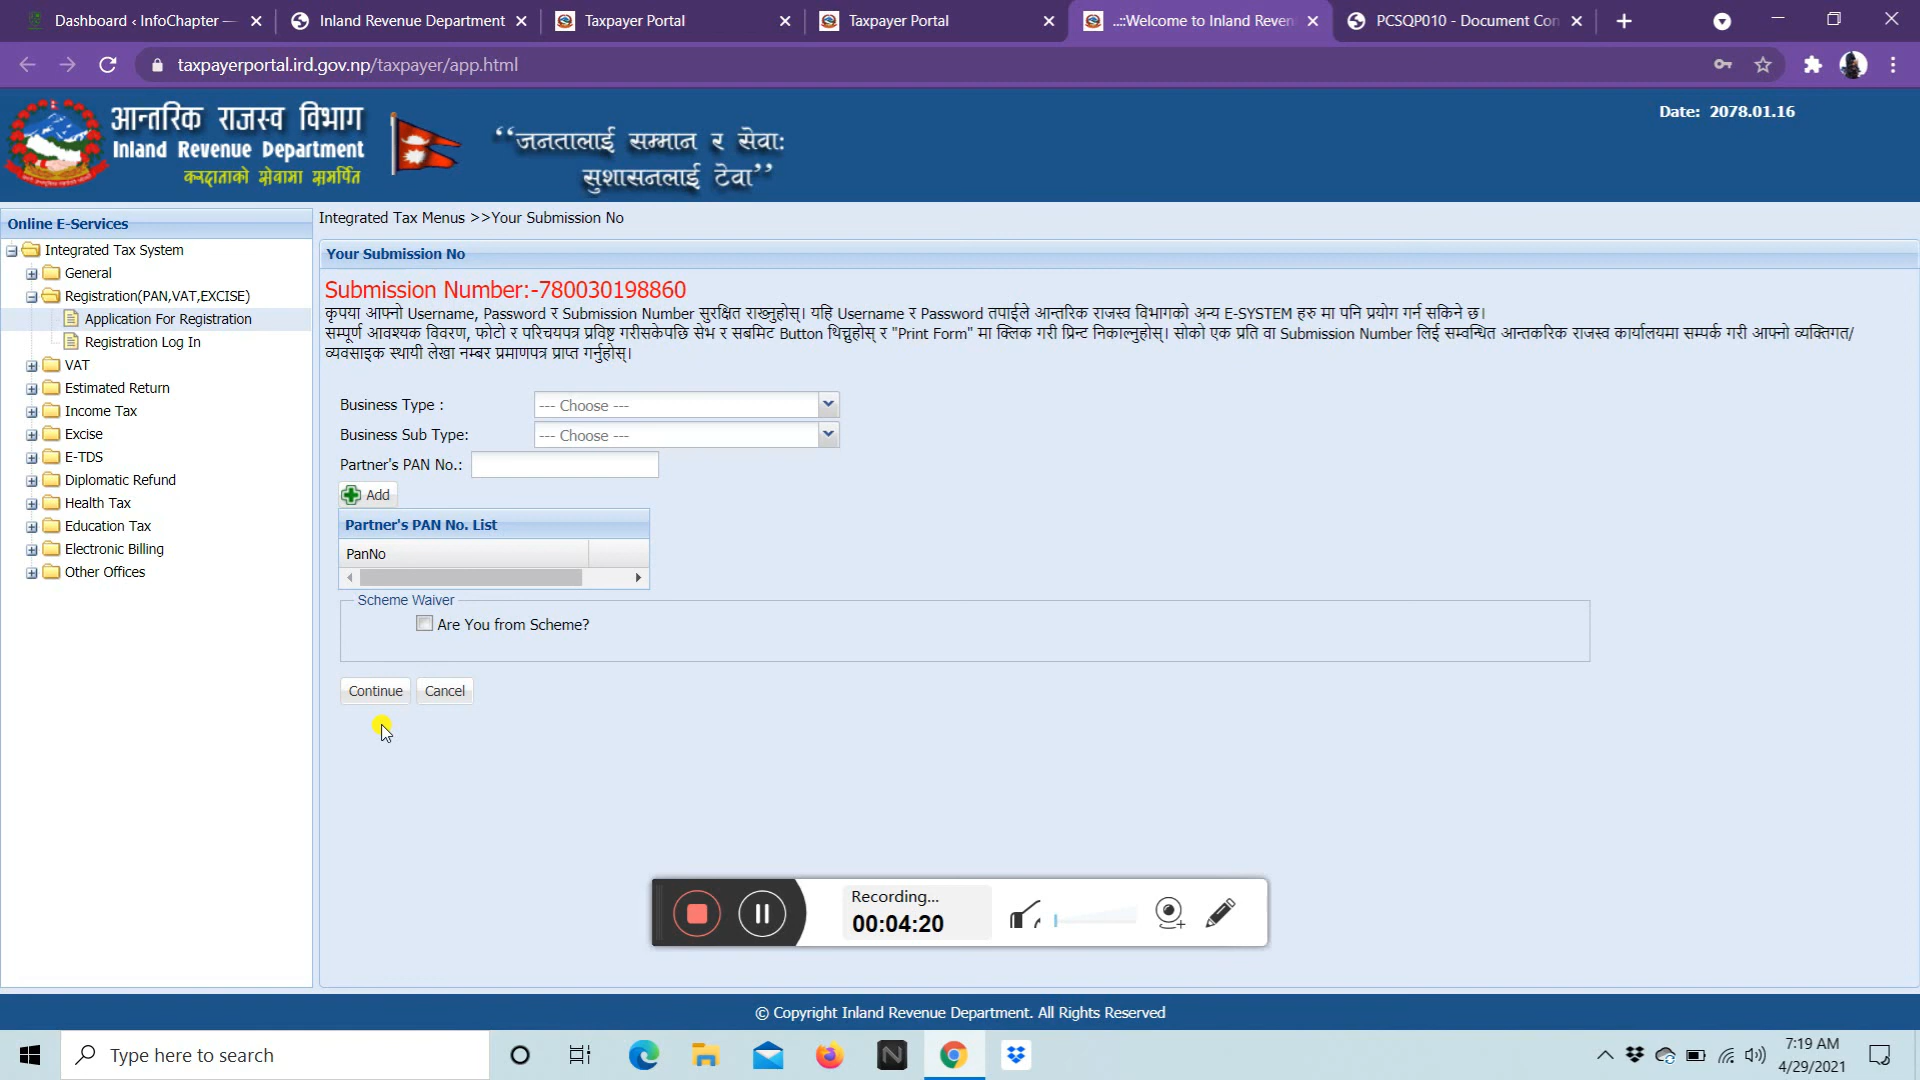 Dashboard ‹ InfoChapter —
Inland Revenue Department
Taxpayer Portal
Taxpayer Portal
..::Welcome to Inland Reven
PCSQP010 - Document Con
taxpayerportal.ird.gov.np/taxpayer/app.html
आन्तरिक राजस्व विभाग
Inland Revenue Department
करदाताको सेवामा समर्पित
“जनतालाई सम्मान र सेवाः
सुशासनलाई टेवा”
Date: 2078.01.16
Online E-Services
Integrated Tax System
General
Registration(PAN,VAT,EXCISE)
Application For Registration
Registration Log In
VAT
Estimated Return
Income Tax
Excise
E-TDS
Diplomatic Refund
Health Tax
Education Tax
Electronic Billing
Other Offices
Integrated Tax Menus >>Your Submission No
Your Submission No
Submission Number:-780030198860
कृपया आफ्नो Username, Password र Submission Number सुरक्षित राख्नुहोस्। यहि Username र Password तपाईले आन्तरिक राजस्व विभागको अन्य E-SYSTEM हरु मा पनि प्रयोग गर्न सकिने छ।
सम्पूर्ण आवश्यक विवरण, फोटो र परिचयपत्र प्रविष्ट गरीसकेपछि सेभ र सबमिट Button थिच्नुहोस् र "Print Form" मा क्लिक गरी प्रिन्ट निकाल्नुहोस्। सोको एक प्रति वा Submission Number लिई सम्वन्धित आन्तकरिक राजस्व कार्यालयमा सम्पर्क गरी आफ्नो व्यक्तिगत/
व्यवसाइक स्थायी लेखा नम्बर प्रमाणपत्र प्राप्त गर्नुहोस्।
Business Type :
--- Choose ---
Business Sub Type:
--- Choose ---
Partner's PAN No.:
Add
Partner's PAN No. List
PanNo
Scheme Waiver
Are You from Scheme?
Continue
Cancel
Recording...
00:04:20
© Copyright Inland Revenue Department. All Rights Reserved
Type here to search
7:19 AM
4/29/2021